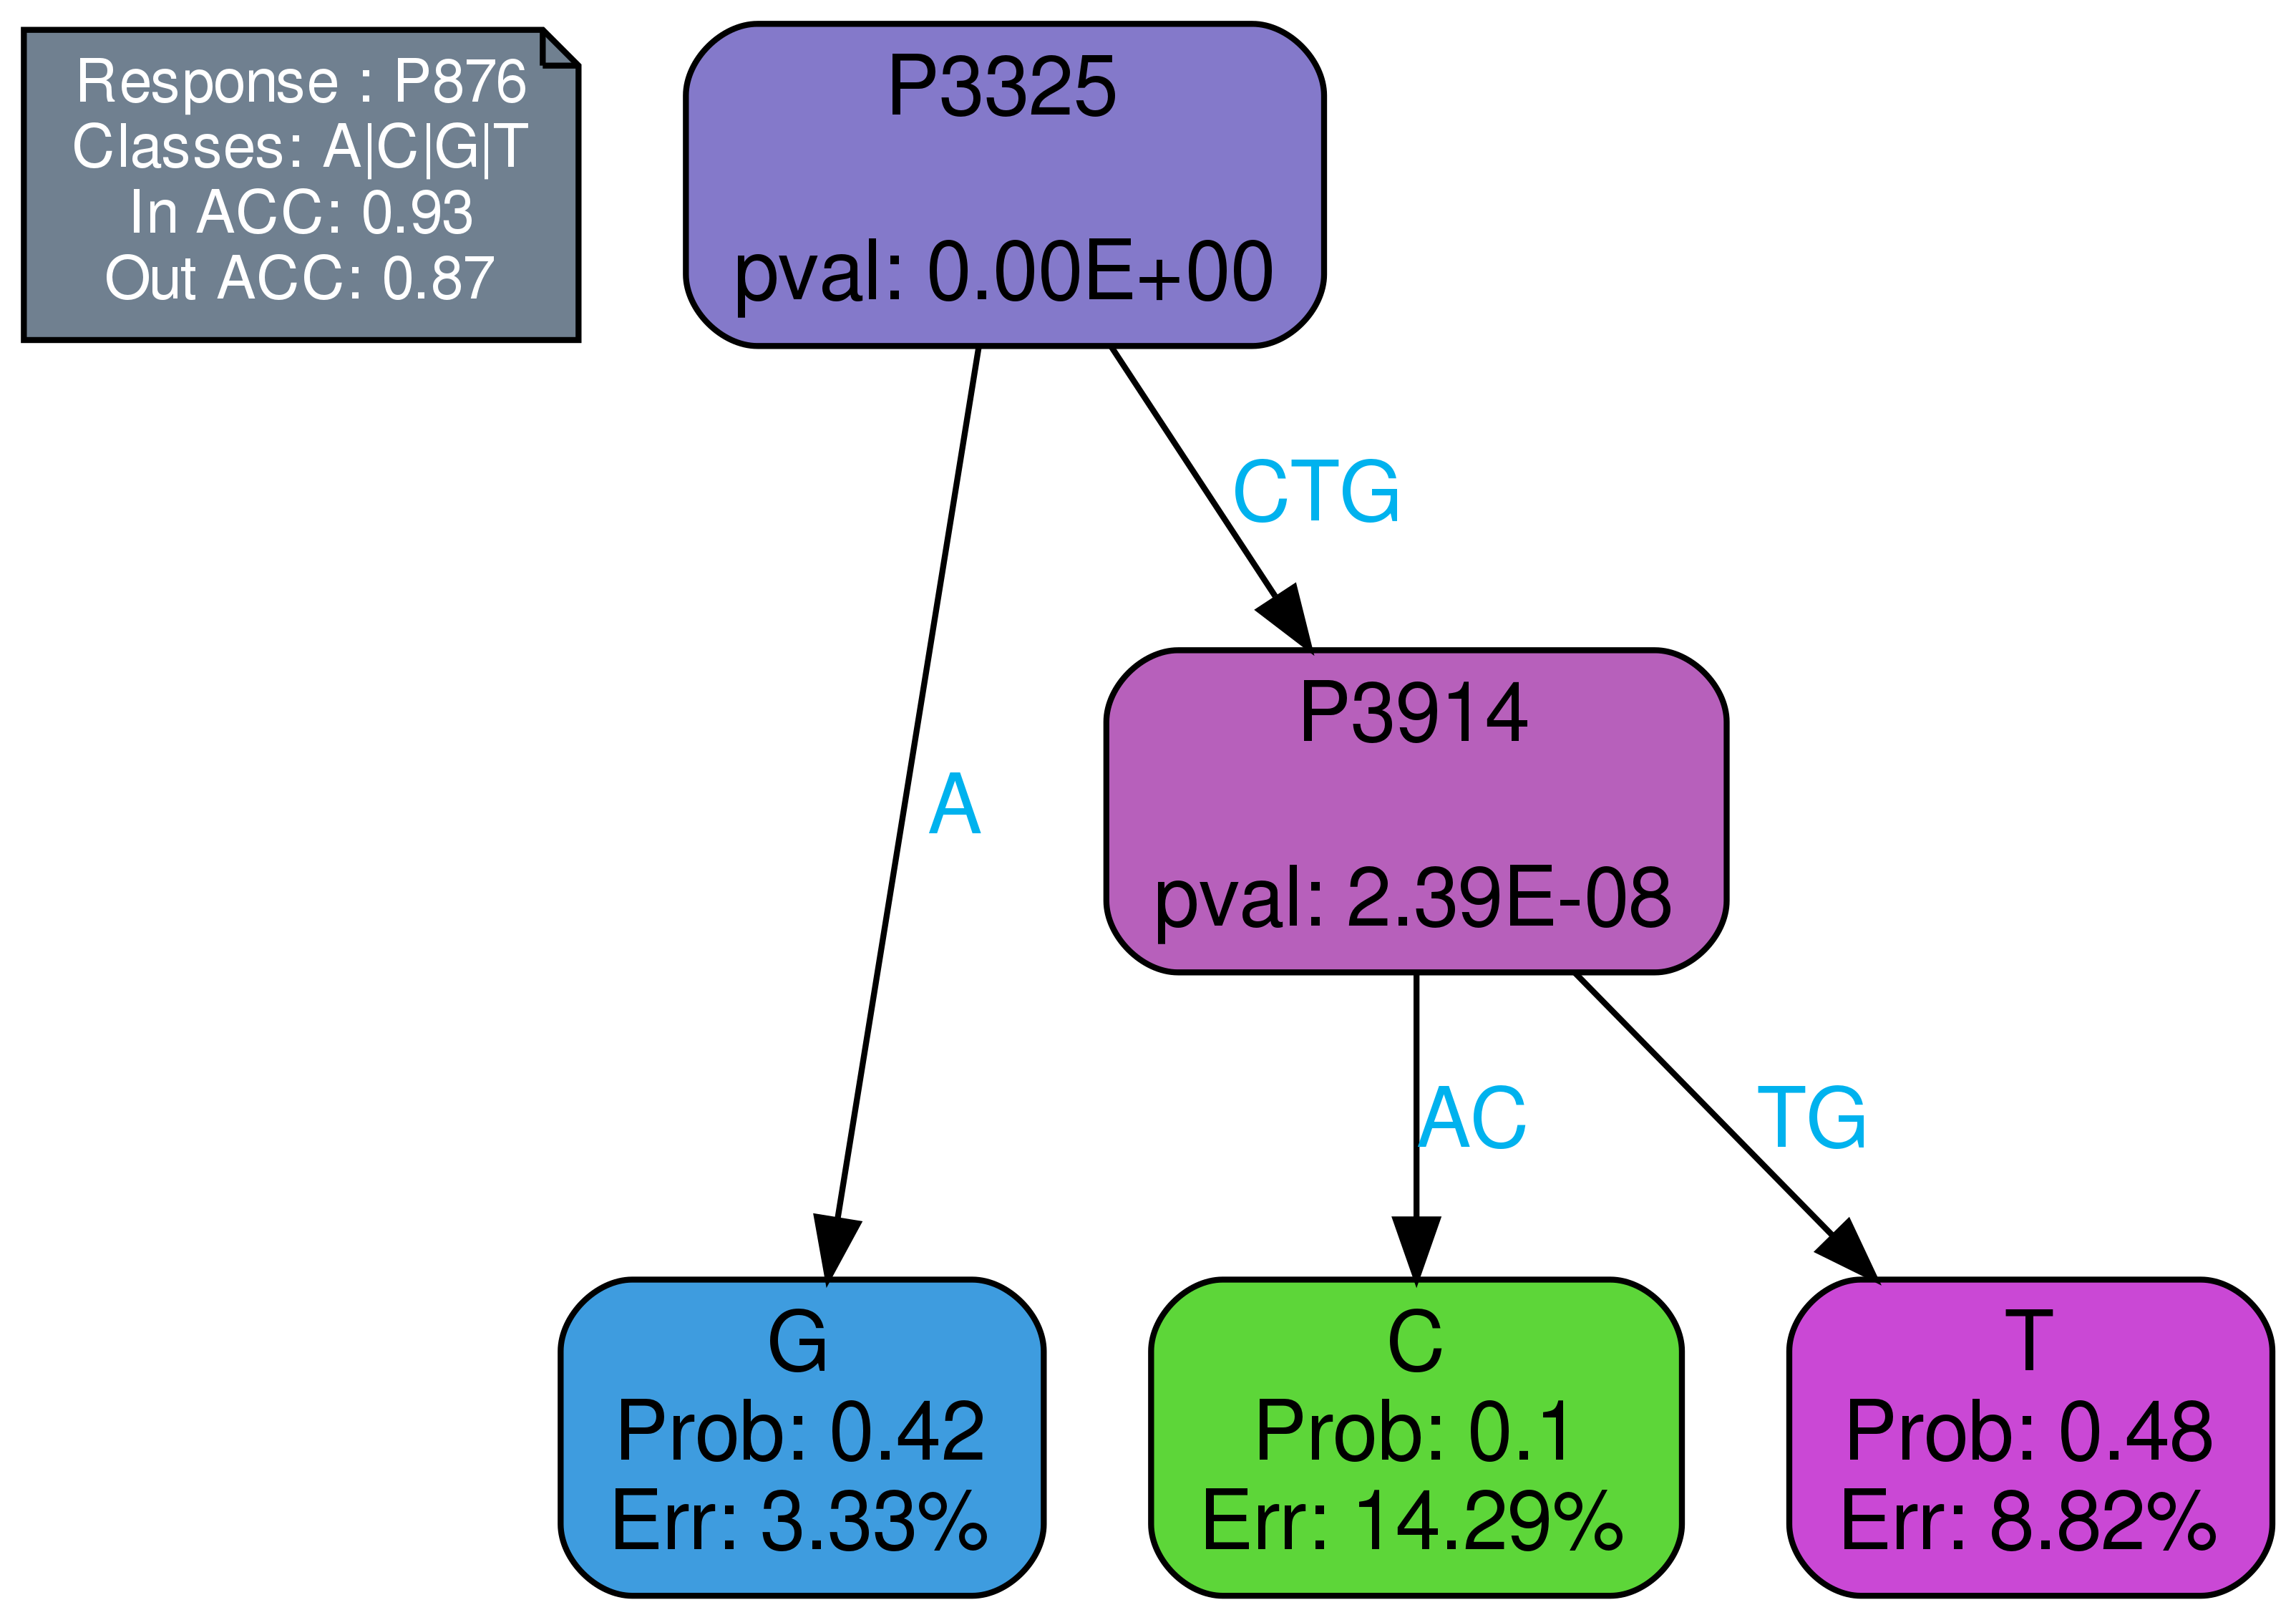 Response : P876
Classes: A|C|G|T
In ACC: 0.93
Out ACC: 0.87
P3325
pval: 0.00E+00
CTG
P3914
pval: 2.39E-08
A
AC
TG
G
Prob: 0.42
Err: 3.33%
C
Prob: 0.1
Err: 14.29%
T
Prob: 0.48
Err: 8.82%